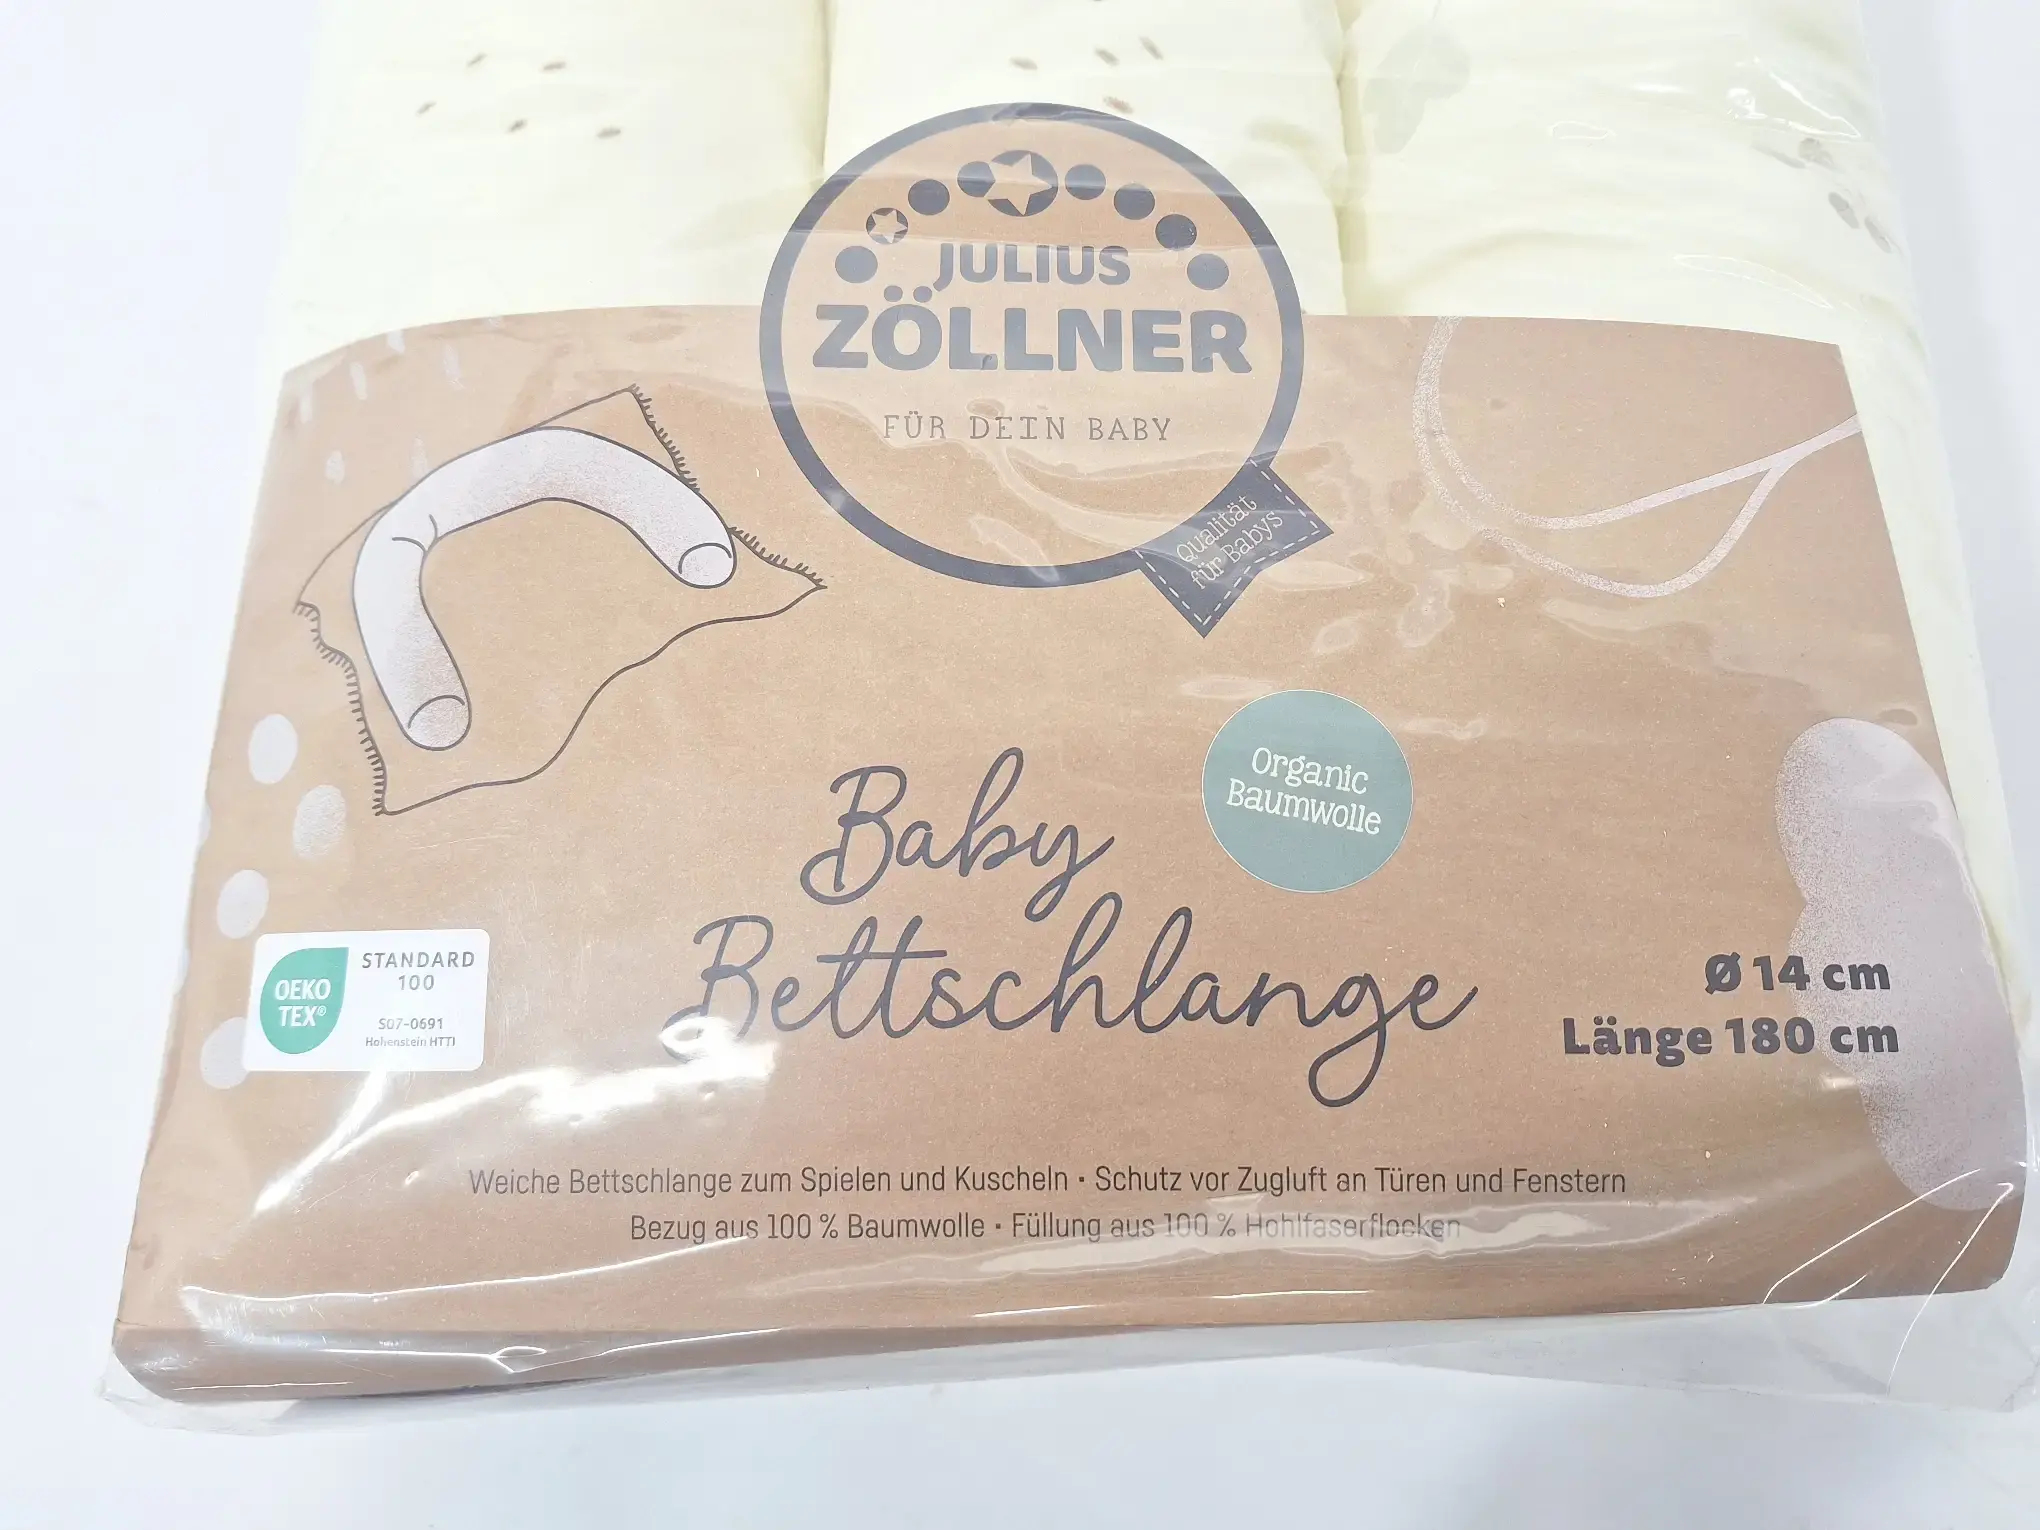 JULIUS
ZÖLLNER
FÜR DEIN BABY
Qualität
für Babys
Organic
Baumwolle
Baby
Bettschlange
OEKO
TEX®
STANDARD
100
S07-0691
Hohenstein HTTI
Ø 14 cm
Länge 180 cm
Weiche Bettschlange zum Spielen und Kuscheln · Schutz vor Zugluft an Türen und Fenstern
Bezug aus 100 % Baumwolle · Füllung aus 100 % Hohlfaserflocken